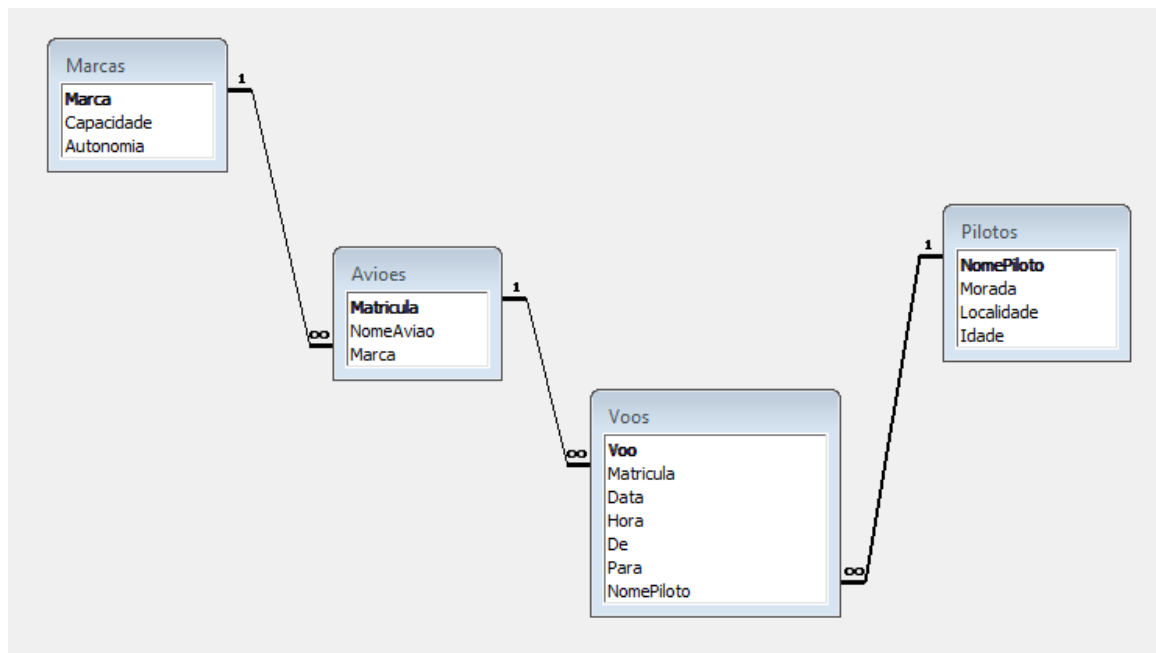 Marcas
1
Marca
Capacidade
Autonomia
∞
Avioes
1
Matricula
NomeAviao
Marca
∞
Voos
Voo
Matricula
Data
Hora
De
Para
NomePiloto
∞
Pilotos
1
NomePiloto
Morada
Localidade
Idade